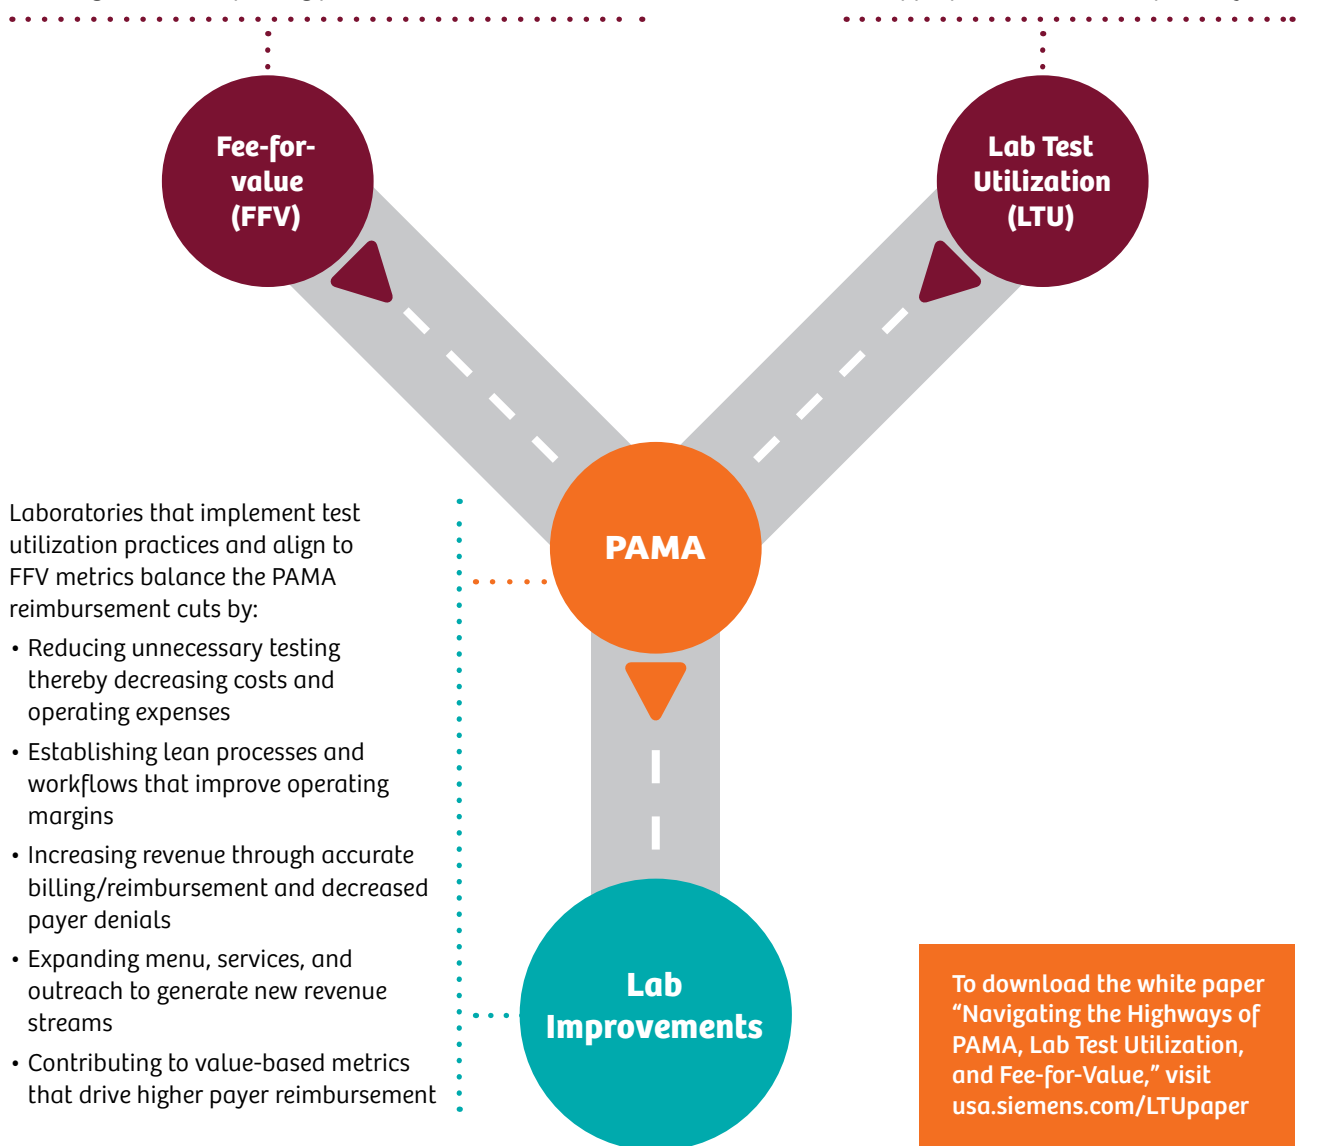 Fee-for-
value
(FFV)
Lab Test
Utilization
(LTU)
PAMA
Laboratories that implement test
utilization practices and align to
FFV metrics balance the PAMA
reimbursement cuts by:
• Reducing unnecessary testing
thereby decreasing costs and
operating expenses
• Establishing lean processes and
workflows that improve operating
margins
• Increasing revenue through accurate
billing/reimbursement and decreased
payer denials
• Expanding menu, services, and
outreach to generate new revenue
streams
• Contributing to value-based metrics
that drive higher payer reimbursement
Lab
Improvements
To download the white paper
“Navigating the Highways of
PAMA, Lab Test Utilization,
and Fee-for-Value,” visit
usa.siemens.com/LTUpaper